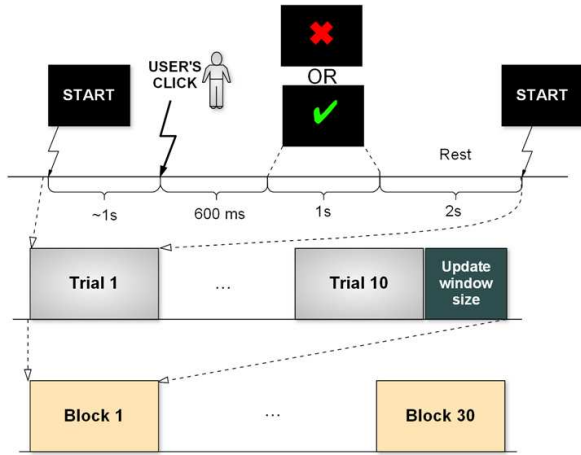 USER'S
CLICK
START
OR
START
Rest
~1s
600 ms
1s
2s
Trial 1
...
Trial 10
Update
window
size
Block 1
...
Block 30